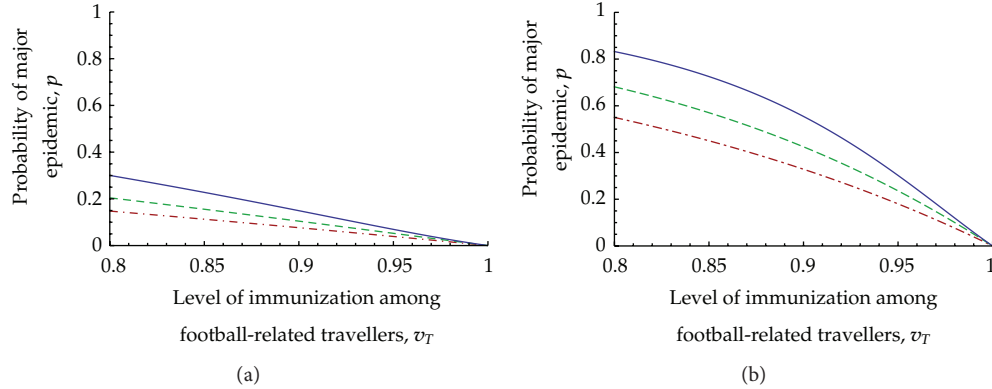 Probability of major
epidemic, p
1
0.8
0.6
0.4
0.2
0
0.8
0.85
0.9
0.95
1
Level of immunization among
football-related travellers, v_T
(a)
Probability of major
epidemic, p
1
0.8
0.6
0.4
0.2
0
0.8
0.85
0.9
0.95
1
Level of immunization among
football-related travellers, v_T
(b)